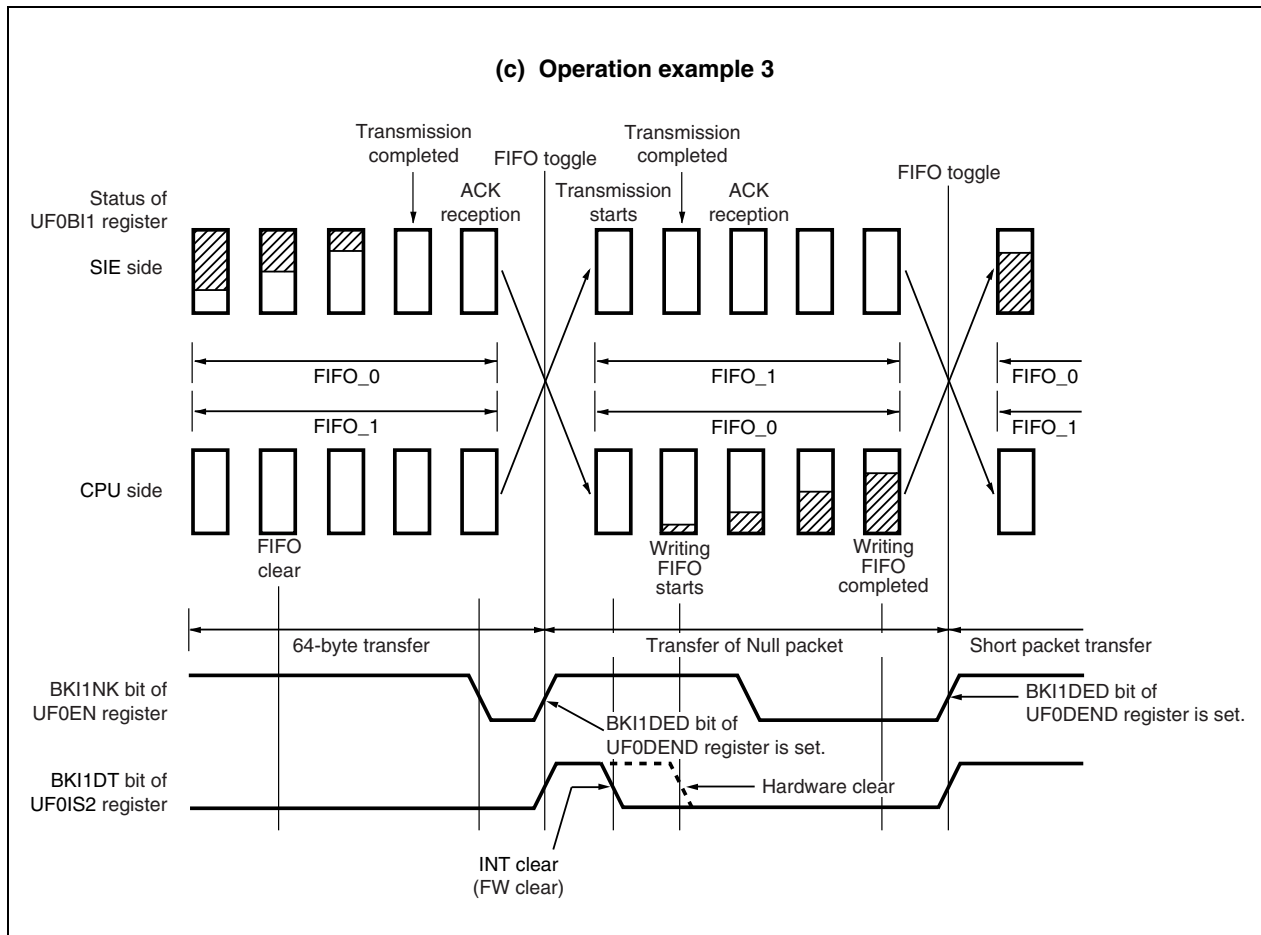 (c) Operation example 3
Transmission
completed
FIFO toggle
ACK
reception
Transmission
starts
Transmission
completed
ACK
reception
FIFO toggle
Status of
UF0BI1 register
SIE side
FIFO_0
FIFO_1
FIFO_0
FIFO_1
FIFO_0
FIFO_1
CPU side
FIFO
clear
Writing
FIFO
starts
Writing
FIFO
completed
64-byte transfer
Transfer of Null packet
Short packet transfer
BKI1NK bit of
UF0EN register
BKI1DED bit of
UF0DEND register is set.
BKI1DED bit of
UF0DEND register is set.
BKI1DT bit of
UF0IS2 register
Hardware clear
INT clear
(FW clear)